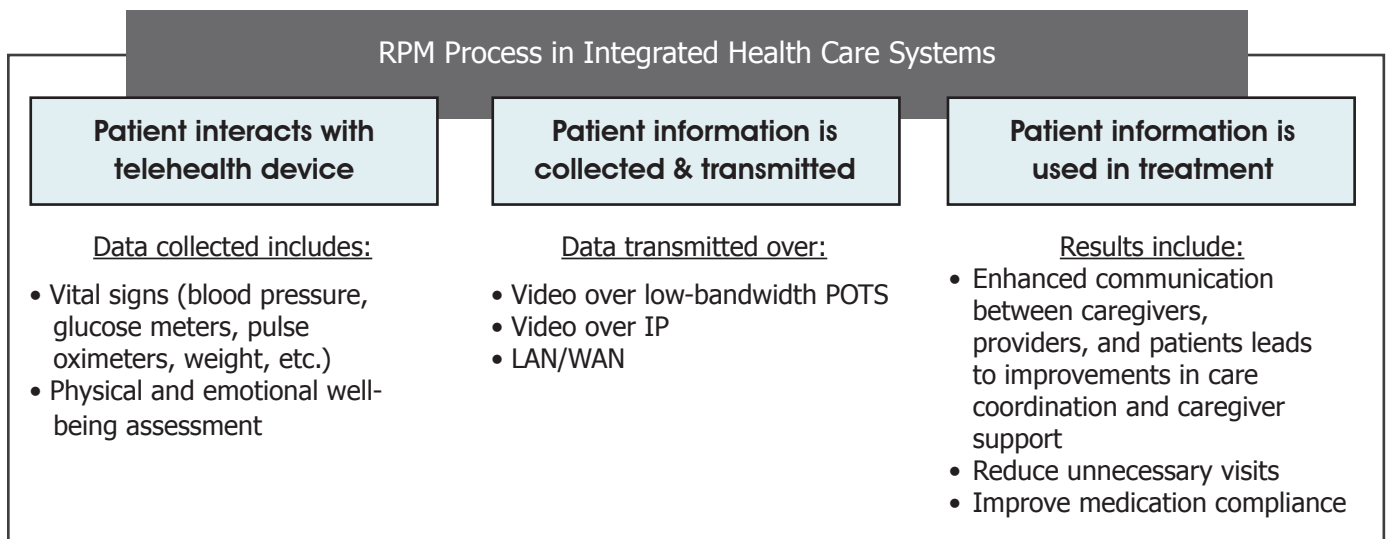 RPM Process in Integrated Health Care Systems
Patient interacts with
telehealth device
Data collected includes:
• Vital signs (blood pressure,
glucose meters, pulse
oximeters, weight, etc.)
• Physical and emotional well-
being assessment
Patient information is
collected & transmitted
Data transmitted over:
• Video over low-bandwidth POTS
• Video over IP
• LAN/WAN
Patient information is
used in treatment
Results include:
• Enhanced communication
between caregivers,
providers, and patients leads
to improvements in care
coordination and caregiver
support
• Reduce unnecessary visits
• Improve medication compliance